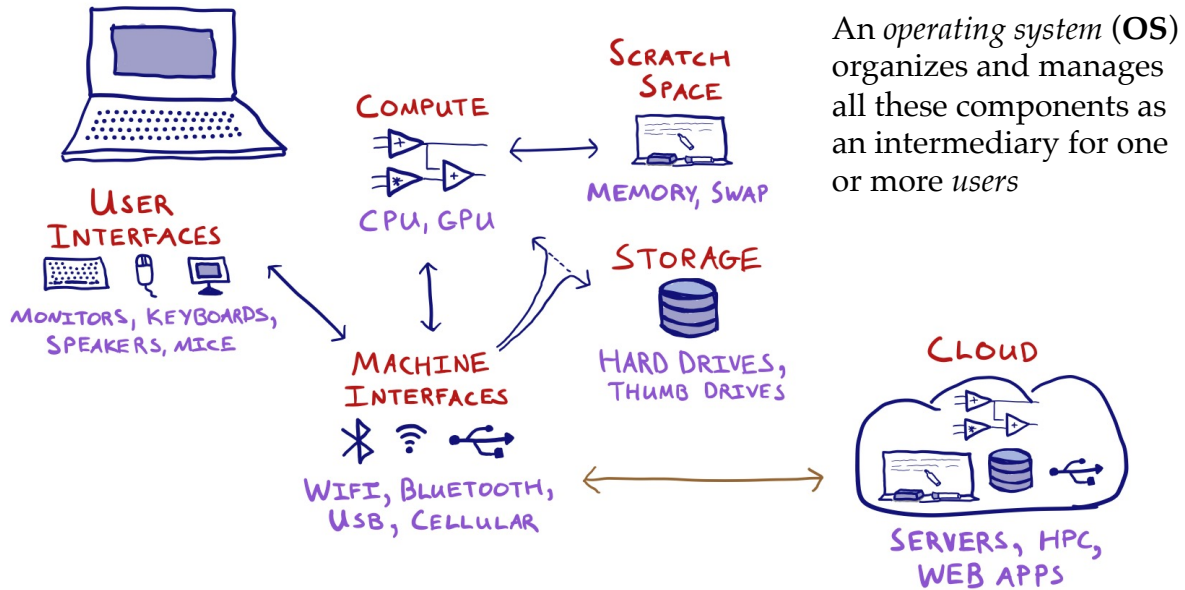 An operating system (OS)
organizes and manages
all these components as
an intermediary for one
or more users
USER
INTERFACES
MONITORS, KEYBOARDS,
SPEAKERS, MICE
COMPUTE
CPU, GPU
SCRATCH
SPACE
MEMORY, SWAP
STORAGE
HARD DRIVES,
THUMB DRIVES
MACHINE
INTERFACES
WIFI, BLUETOOTH,
USB, CELLULAR
CLOUD
SERVERS, HPC,
WEB APPS